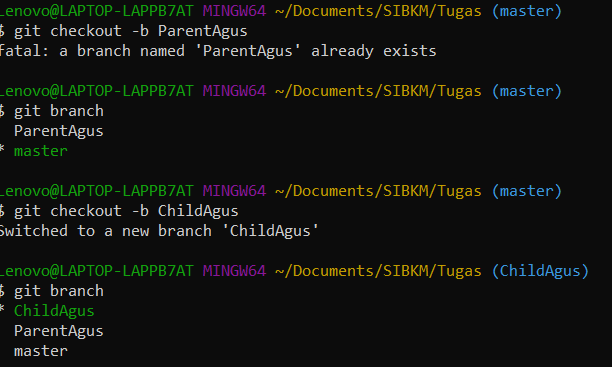 Lenovo@LAPTOP-LAPPB7AT MINGW64 ~/Documents/SIBKM/Tugas (master)
$ git checkout -b ParentAgus
fatal: a branch named 'ParentAgus' already exists
Lenovo@LAPTOP-LAPPB7AT MINGW64 ~/Documents/SIBKM/Tugas (master)
$ git branch
ParentAgus
* master
Lenovo@LAPTOP-LAPPB7AT MINGW64 ~/Documents/SIBKM/Tugas (master)
$ git checkout -b ChildAgus
Switched to a new branch 'ChildAgus'
Lenovo@LAPTOP-LAPPB7AT MINGW64 ~/Documents/SIBKM/Tugas (ChildAgus)
$ git branch
* ChildAgus
ParentAgus
master